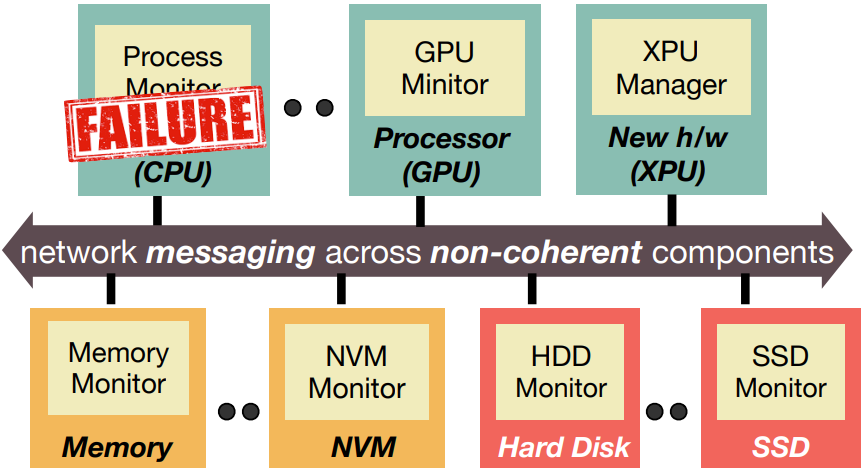 Process
Monitor
FAILURE
(CPU)
GPU
Minitor
Processor
(GPU)
XPU
Manager
New h/w
(XPU)
network messaging across non-coherent components
Memory
Monitor
Memory
NVM
Monitor
NVM
HDD
Monitor
Hard Disk
SSD
Monitor
SSD